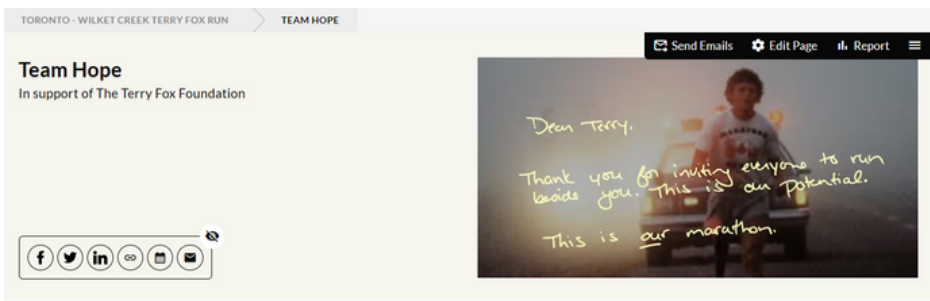 TORONTO - WILKET CREEK TERRY FOX RUN
TEAM HOPE
Send Emails
Edit Page
Report
Team Hope
In support of The Terry Fox Foundation
Dear Terry,
Thank you for inviting everyone to run
beside you. This is our potential.
This is our marathon.
MARATHON